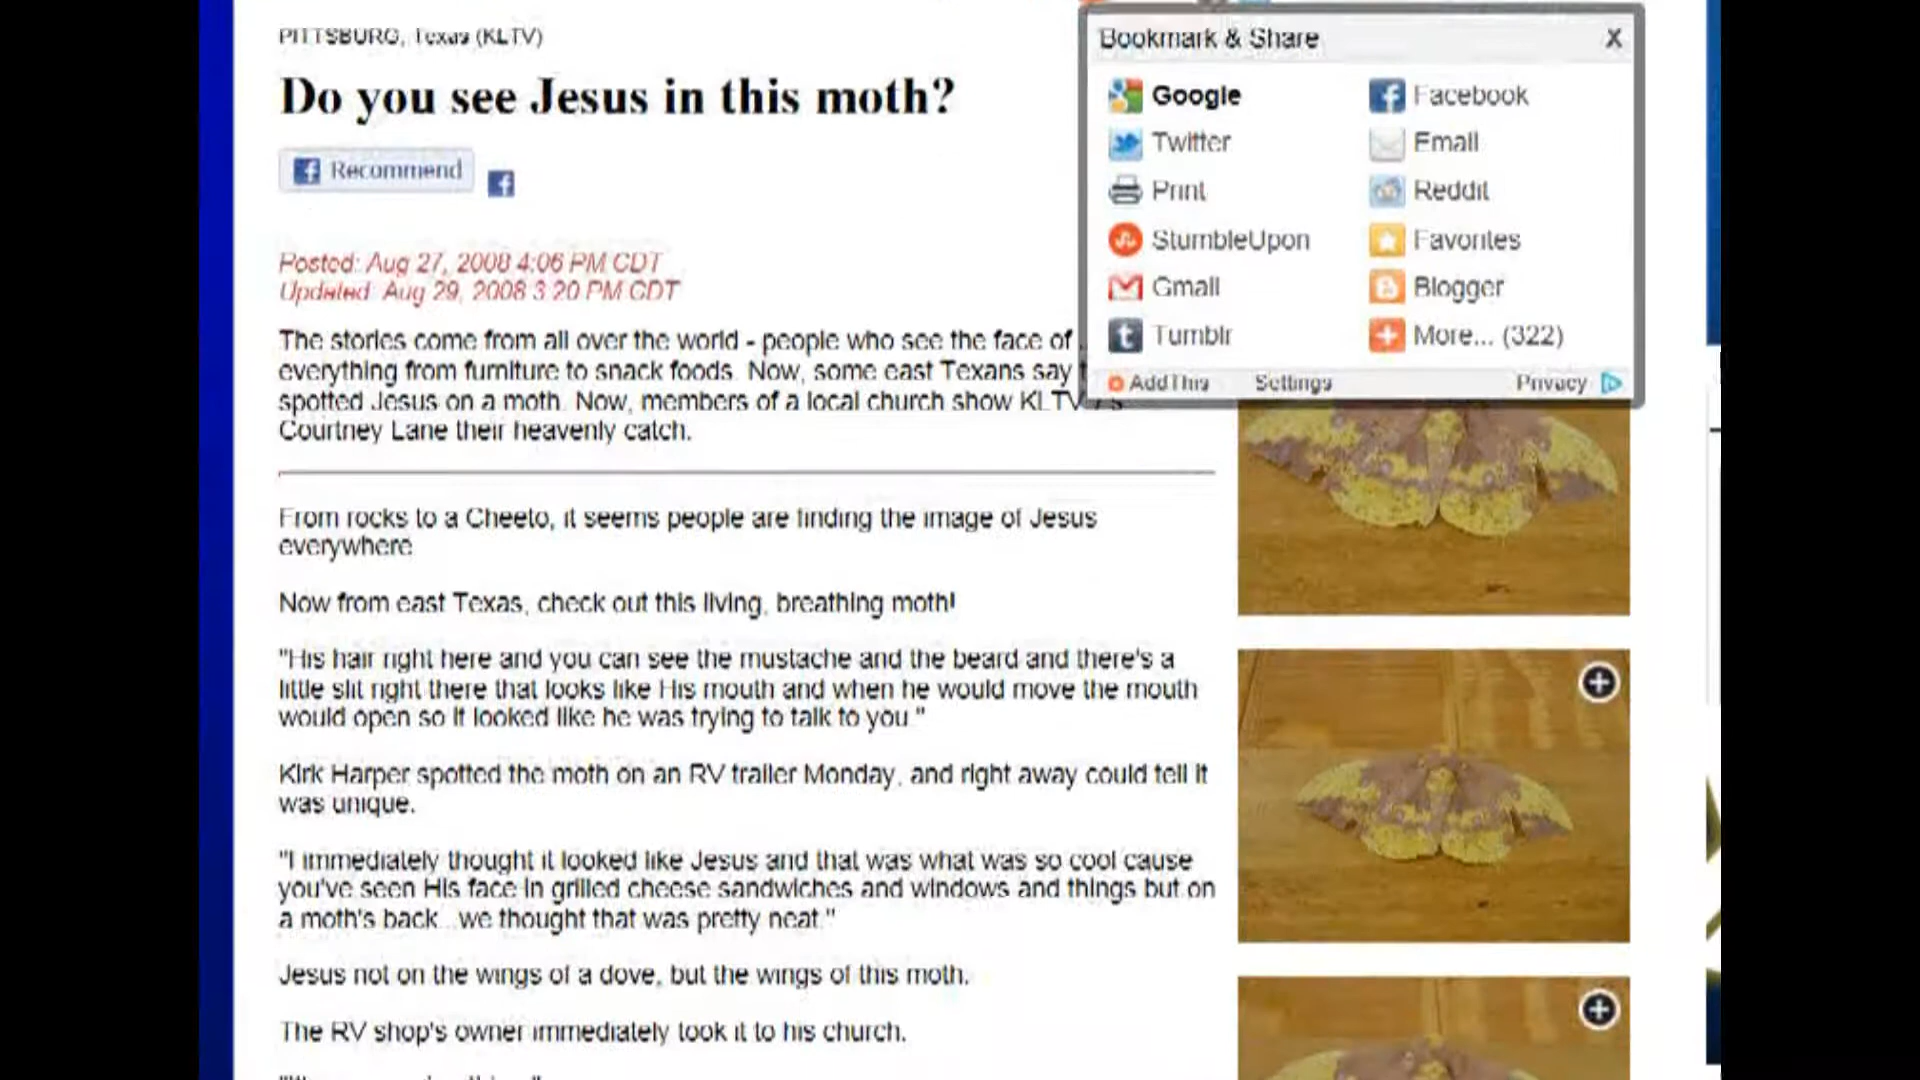 PITTSBURG, Texas (KLTV)
Do you see Jesus in this moth?
Recommend
Posted: Aug 27, 2008 4:06 PM CDT
Updated: Aug 29, 2008 3:20 PM CDT
The stories come from all over the world - people who see the face of
everything from furniture to snack foods. Now, some east Texans say
spotted Jesus on a moth. Now, members of a local church show KLTV 7's
Courtney Lane their heavenly catch.
From rocks to a Cheeto, it seems people are finding the image of Jesus
everywhere.
Now from east Texas, check out this living, breathing moth!
"His hair right here and you can see the mustache and the beard and there's a
little slit right there that looks like His mouth and when he would move the mouth
would open so it looked like he was trying to talk to you."
Kirk Harper spotted the moth on an RV trailer Monday, and right away could tell it
was unique.
"I immediately thought it looked like Jesus and that was what was so cool cause
you've seen His face in grilled cheese sandwiches and windows and things but on
a moth's back...we thought that was pretty neat."
Jesus not on the wings of a dove, but the wings of this moth.
The RV shop's owner immediately took it to his church.
Bookmark & Share X
Google Facebook
Twitter Email
Print Reddit
StumbleUpon Favorites
Gmail Blogger
Tumblr More... (322)
AddThis Settings Privacy